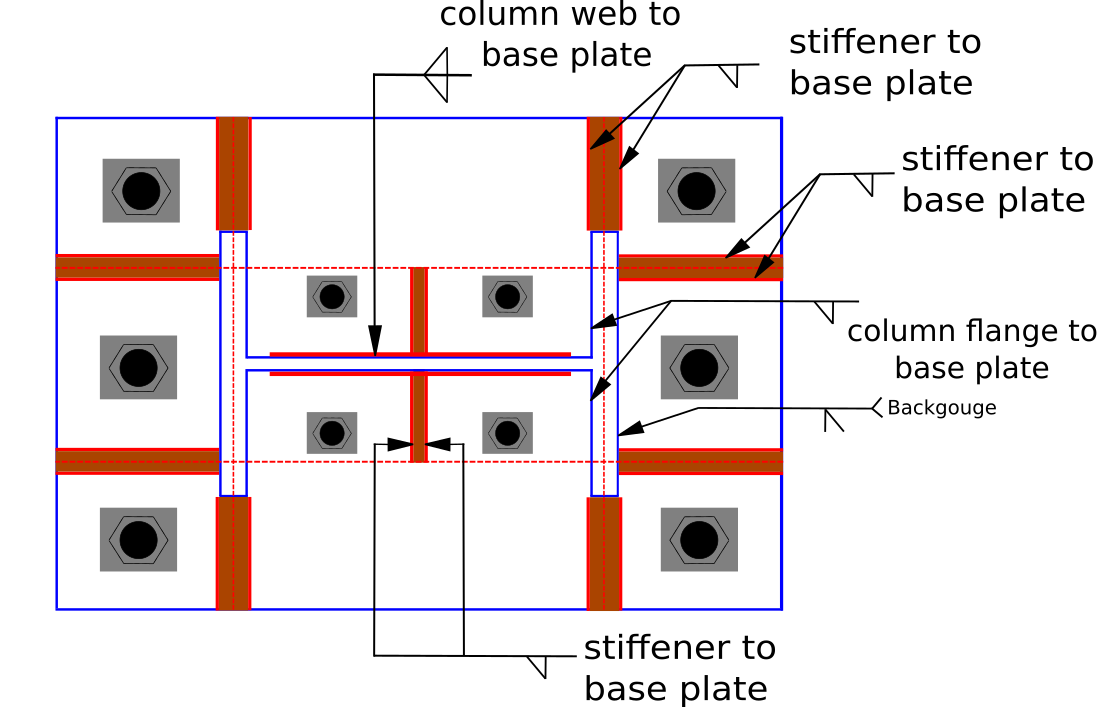 column web to
base plate
stiffener to
base plate
stiffener to
base plate
column flange to
base plate
Backgouge
stiffener to
base plate